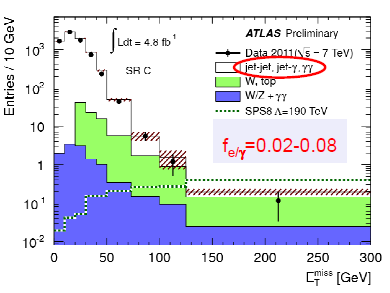 Entries / 10 GeV
10³
10²
10
1
10⁻¹
10⁻²
∫ Ldt = 4.8 fb⁻¹
SR C
ATLAS Preliminary
Data 2011(√s = 7 TeV)
jet-jet, jet-γ,γγ
W, top
W/Z + γγ
SPS8 Λ=190 TeV
f e/γ=0.02-0.08
0 50 100 150 200 250 300
E_T^miss [GeV]